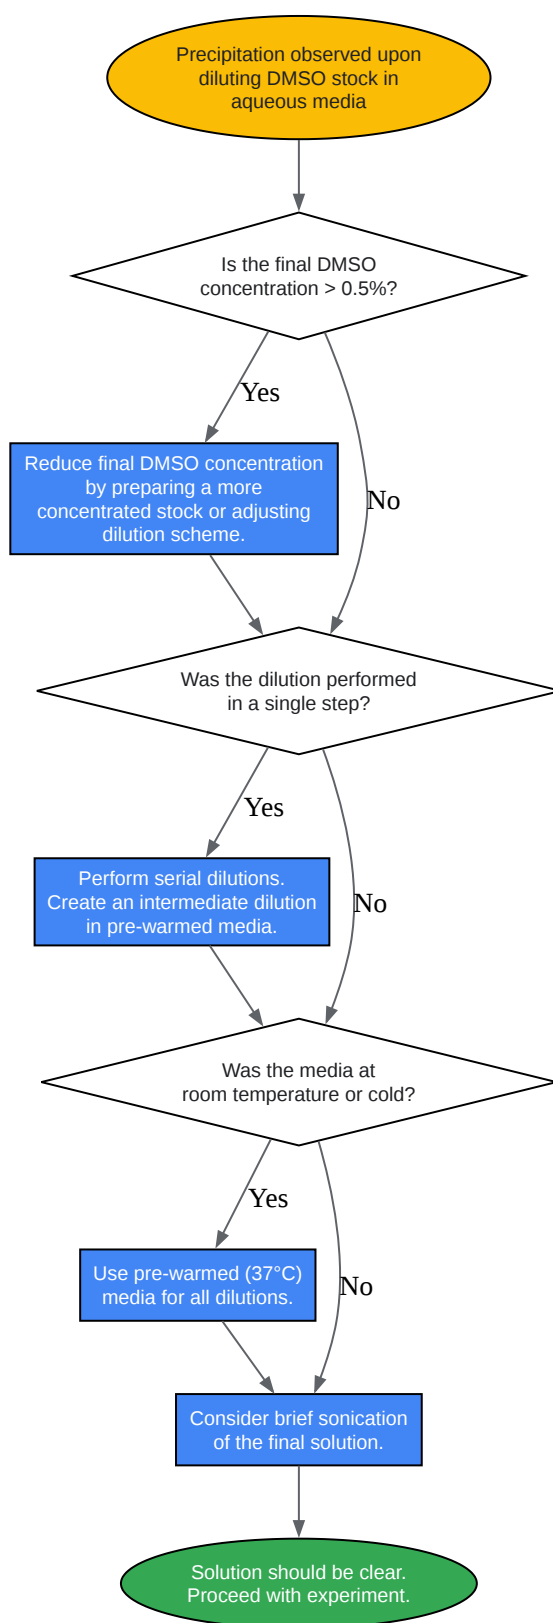 Precipitation observed upon
diluting DMSO stock in
aqueous media
Is the final DMSO
concentration > 0.5%?
Yes
No
Reduce final DMSO concentration
by preparing a more
concentrated stock or adjusting
dilution scheme.
Was the dilution performed
in a single step?
Yes
No
Perform serial dilutions.
Create an intermediate dilution
in pre-warmed media.
Was the media at
room temperature or cold?
Yes
No
Use pre-warmed (37°C)
media for all dilutions.
Consider brief sonication
of the final solution.
Solution should be clear.
Proceed with experiment.